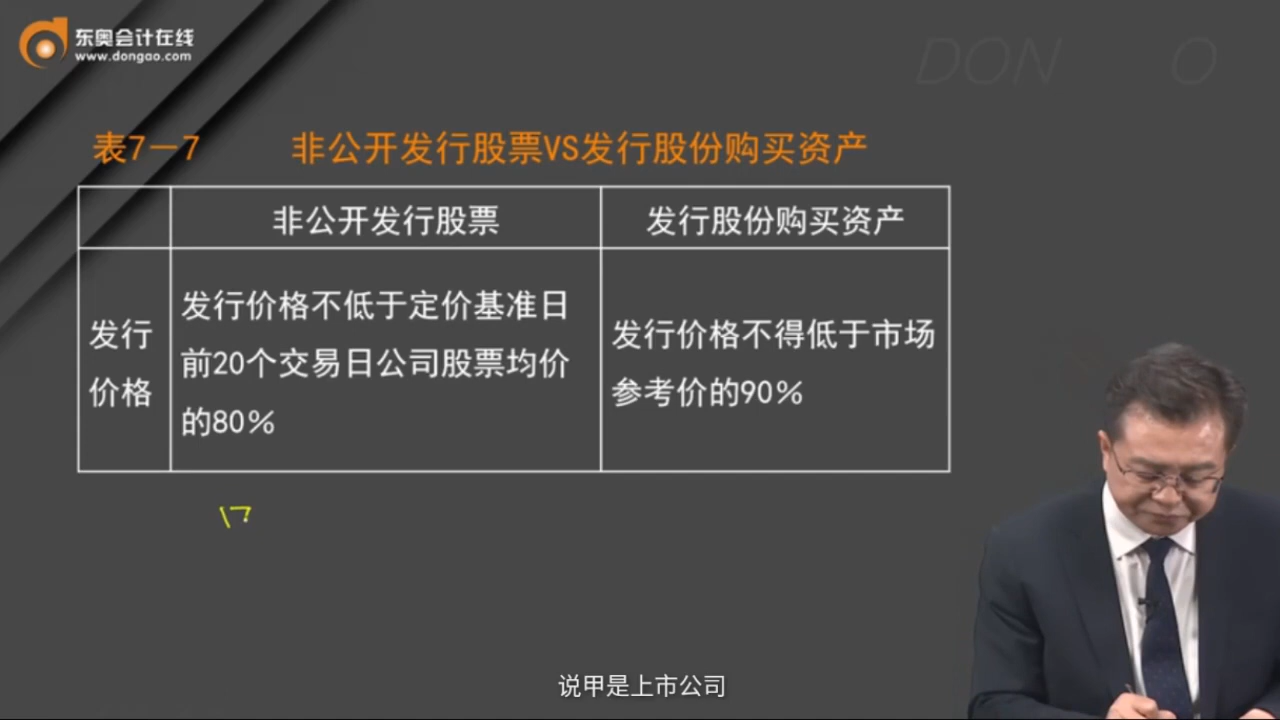 东奥会计在线
www.dongao.com
DON O
表7－7 非公开发行股票VS发行股份购买资产
非公开发行股票 发行股份购买资产
发行价格
发行价格不低于定价基准日
前20个交易日公司股票均价
的80%
发行价格不得低于市场
参考价的90%
说甲是上市公司